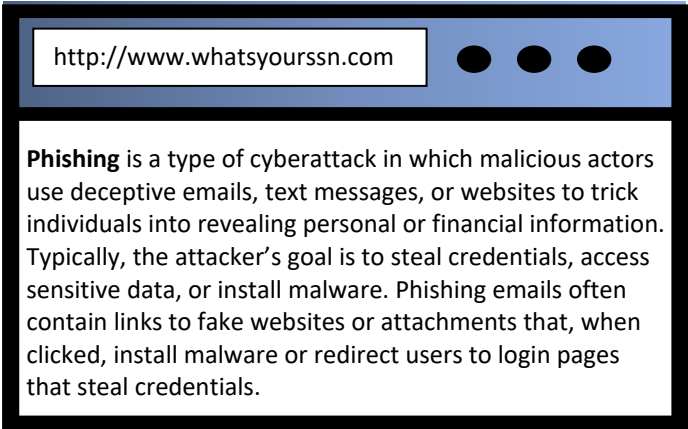 http://www.whatsyourssn.com
Phishing is a type of cyberattack in which malicious actors
use deceptive emails, text messages, or websites to trick
individuals into revealing personal or financial information.
Typically, the attacker’s goal is to steal credentials, access
sensitive data, or install malware. Phishing emails often
contain links to fake websites or attachments that, when
clicked, install malware or redirect users to login pages
that steal credentials.